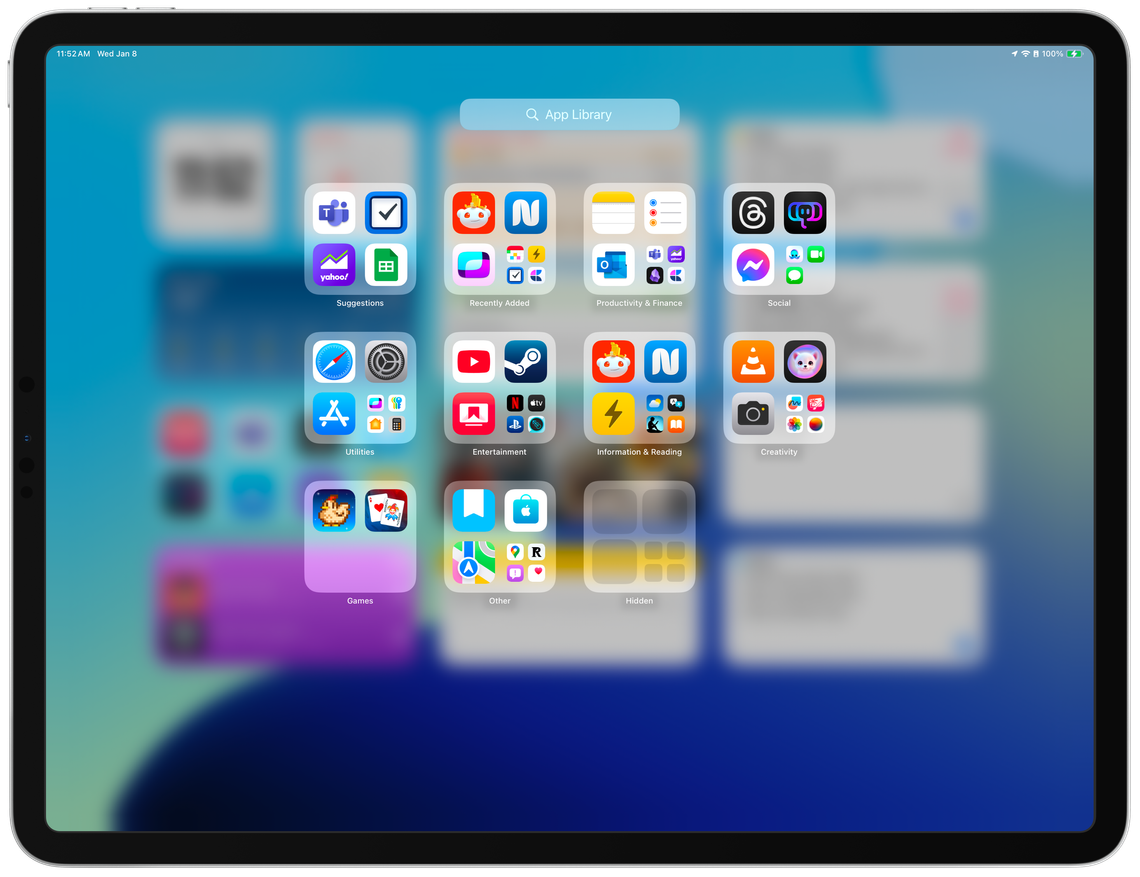 11:52 AM Wed Jan 8
100%
App Library
yahoo!
Suggestions
Recently Added
Productivity & Finance
Social
Utilities
Entertainment
Information & Reading
Creativity
Games
Other
Hidden